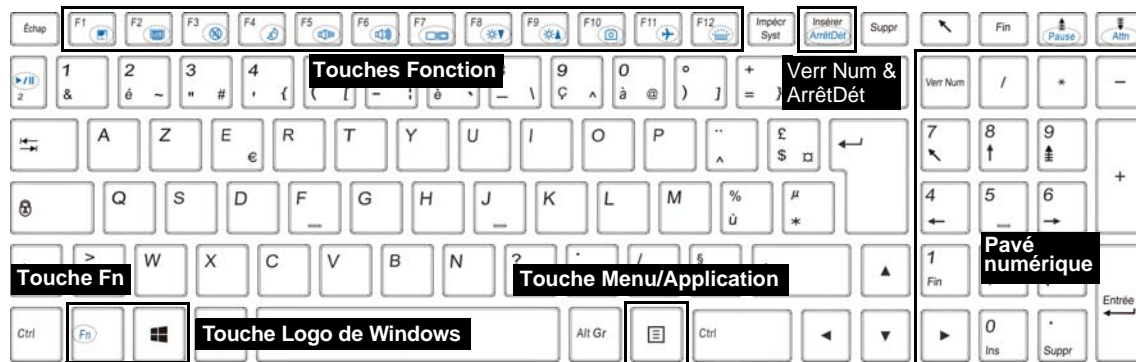 Échap F1 F2 F3 F4 F5 F6 F7 F8 F9 F10 F11 F12 Impécr Syst Insérer ArrêtDét Suppr Fin Pause Attn
Touches Fonction
Verr Num & ArrêtDét
2 1 & 2 é ~ 3 " # 4 ' { ( [ - è ` _ \ 9 Ç ^ 0 à @ ° ) ] + = } Verr Num / * −
A Z E € R T Y U I O P ¨ ^ £ $ ¤ 7 8 9 +
Q S D F G H J K L M % ù µ * 4 5 6
Touche Fn
> W X C V B N ? . / § 1 Fin
Touche Menu/Application
Pavé numérique
Ctrl Fn Alt Gr Ctrl 0 Ins . Suppr Entrée
Touche Logo de Windows